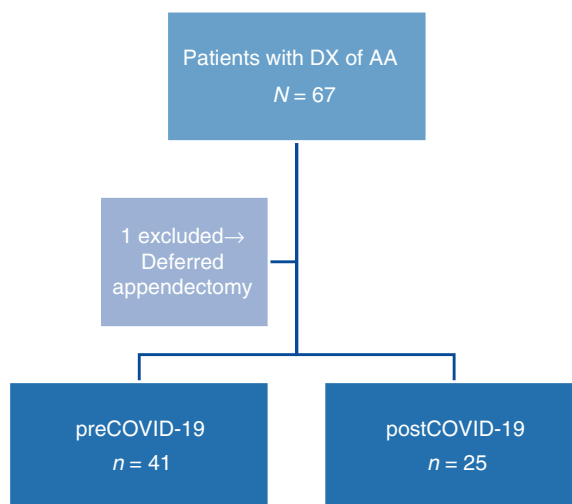 Patients with DX of AA
N = 67
1 excluded→
Deferred
appendectomy
preCOVID-19
n = 41
postCOVID-19
n = 25